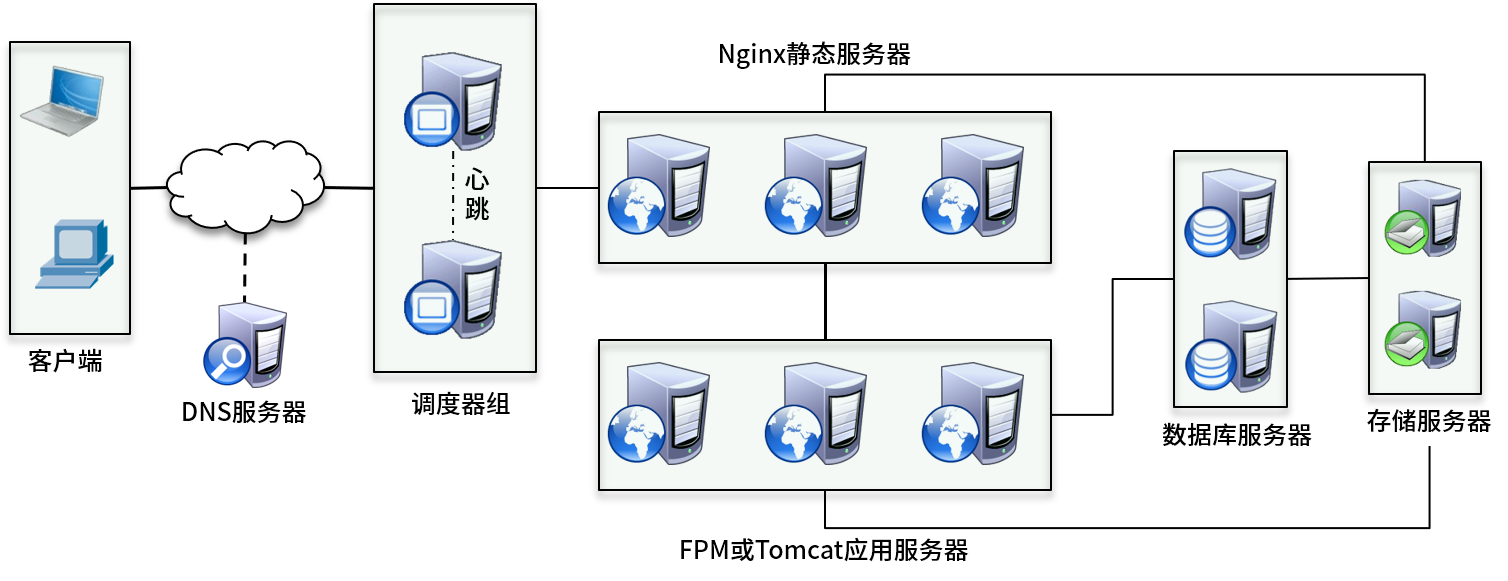 Nginx静态服务器
心
跳
客户端
DNS服务器
调度器组
数据库服务器
存储服务器
FPM或Tomcat应用服务器